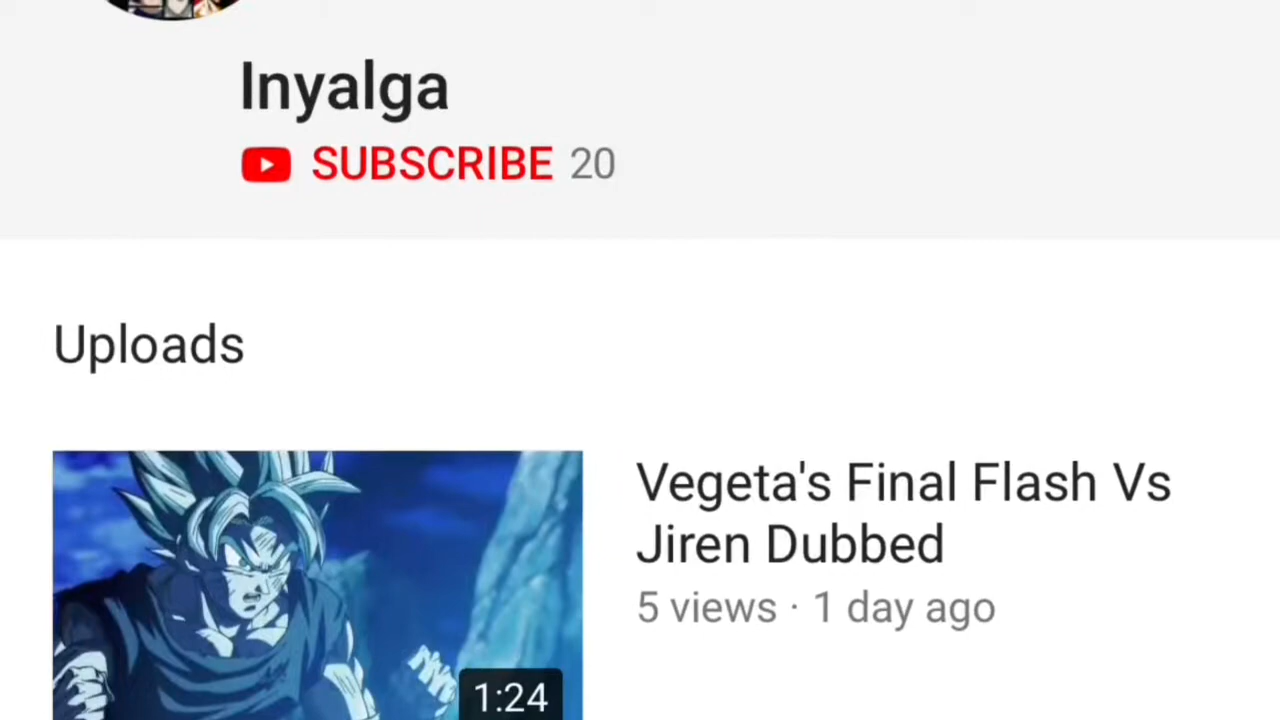 Inyalga
SUBSCRIBE 20
Uploads
Vegeta's Final Flash Vs
Jiren Dubbed
5 views · 1 day ago
1:24